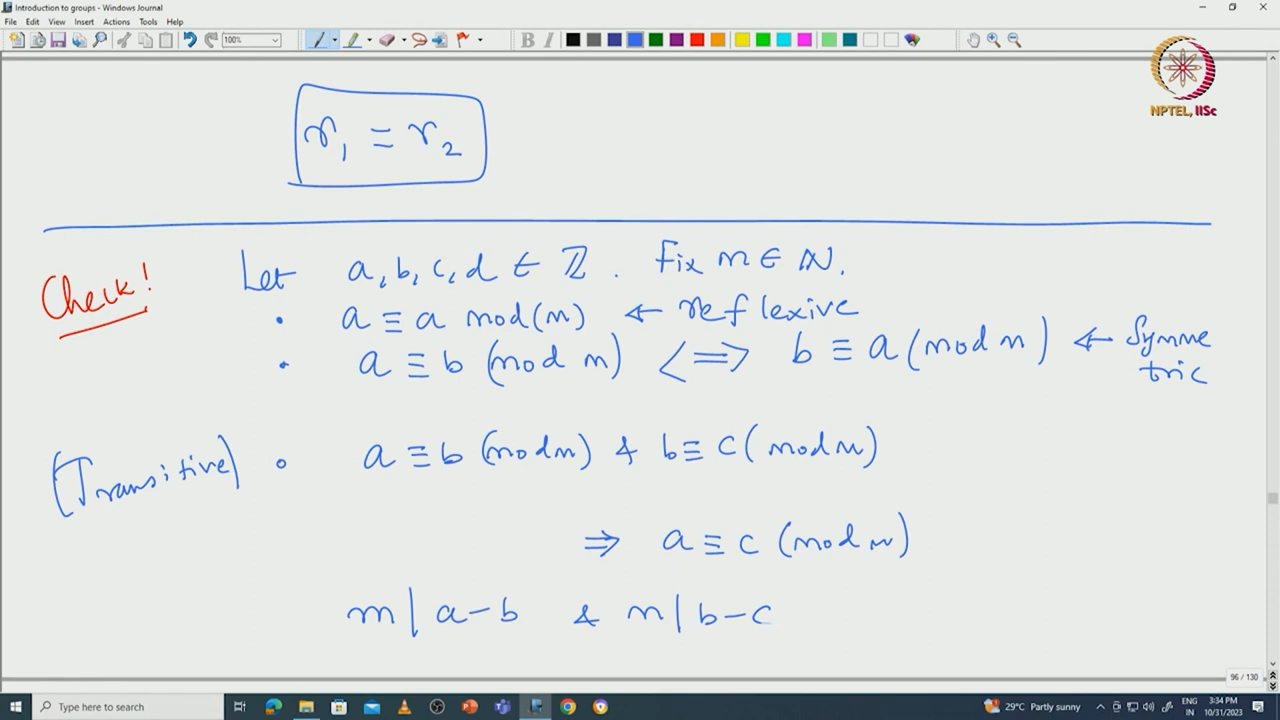 Introduction to groups - Windows Journal
File Edit View Insert Actions Tools Help
100%
B I
NPTEL, IISc
r₁ = r₂
Check!
Let a, b, c, d ∈ ℤ . Fix n ∈ ℕ.
• a ≡ a mod(n) ← reflexive
• a ≡ b (mod n) <=> b ≡ a (mod n) ← Symme
tric
(Transitive) • a ≡ b (mod n) & b ≡ c (mod n)
⇒ a ≡ c (mod n)
n | a-b & n | b-c
96 / 130
Type here to search
29°C Partly sunny
ENG
IN
3:34 PM
10/31/2023